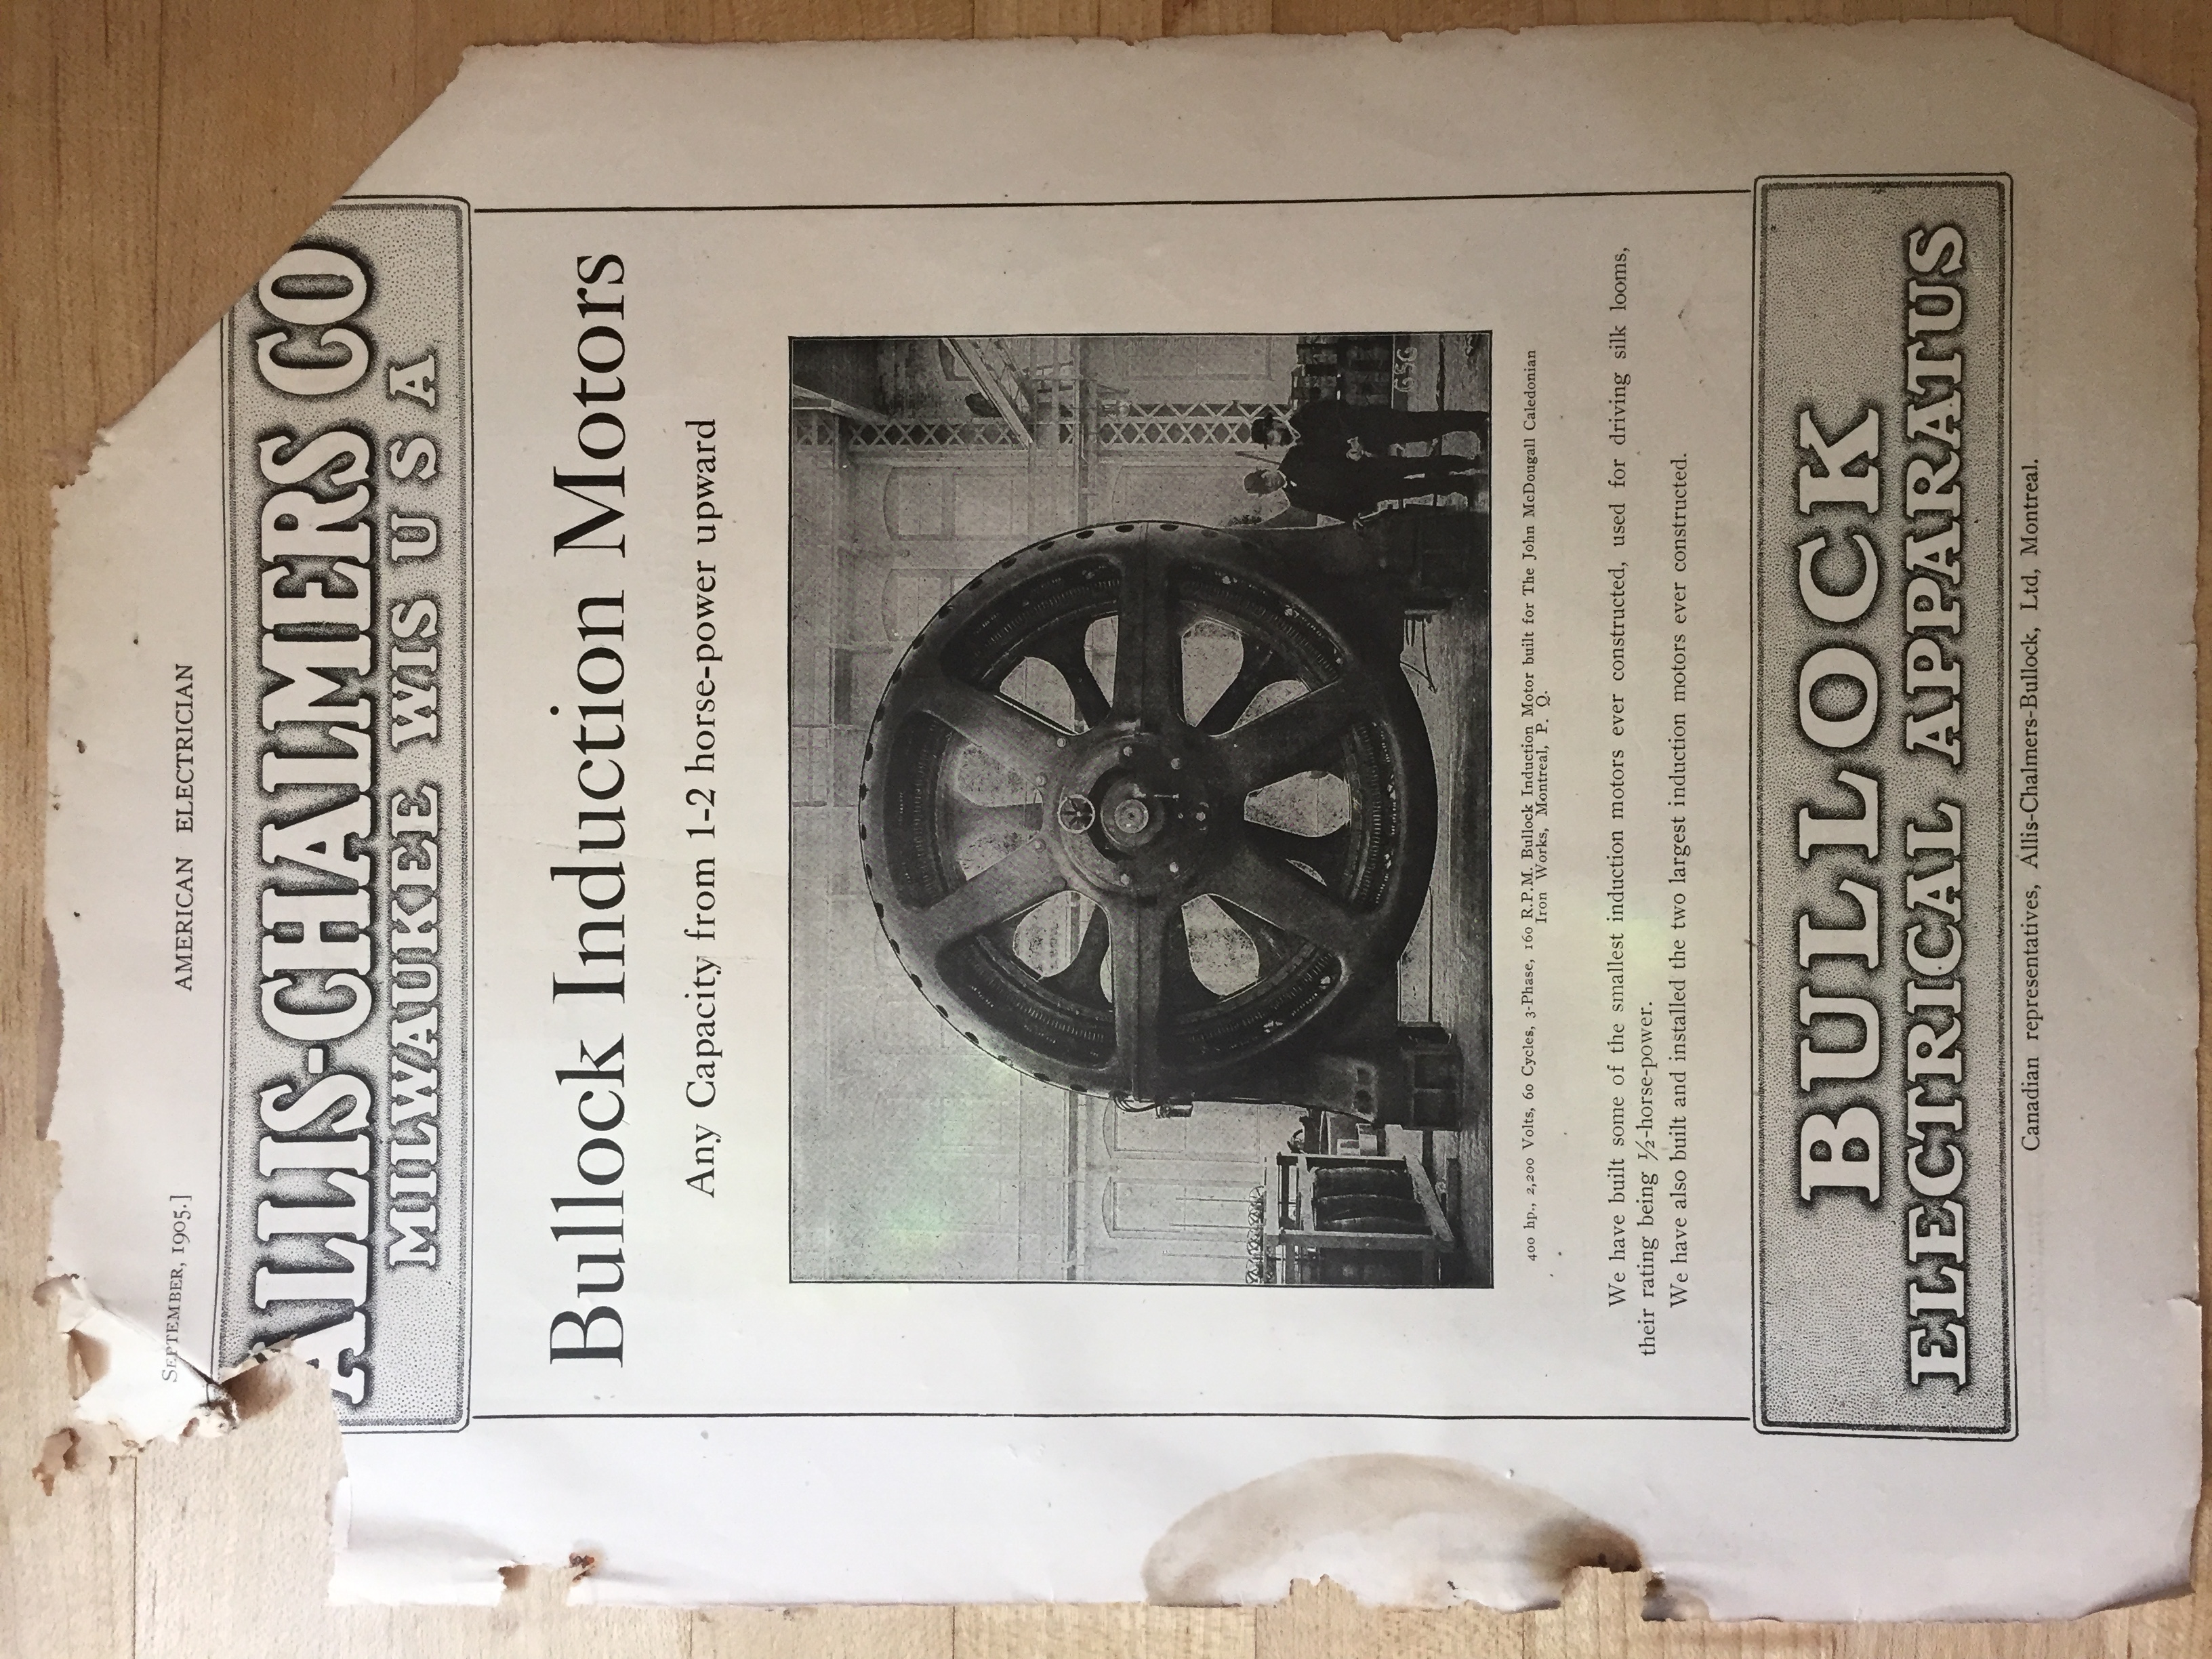 SEPTEMBER, 1905.]
AMERICAN ELECTRICIAN
ALLIS-CHALMERS CO
MILWAUKEE WIS U S A
Bullock Induction Motors
Any Capacity from 1-2 horse-power upward
GSG
400 hp., 2,200 Volts, 60 Cycles, 3-Phase, 160 R.P.M. Bullock Induction Motor built for The John McDougall Caledonian
Iron Works, Montreal, P. Q.
We have built some of the smallest induction motors ever constructed, used for driving silk looms,
their rating being ½-horse-power.
We have also built and installed the two largest induction motors ever constructed.
BULLOCK
ELECTRICAL APPARATUS
Canadian representatives, Allis-Chalmers-Bullock, Ltd, Montreal.